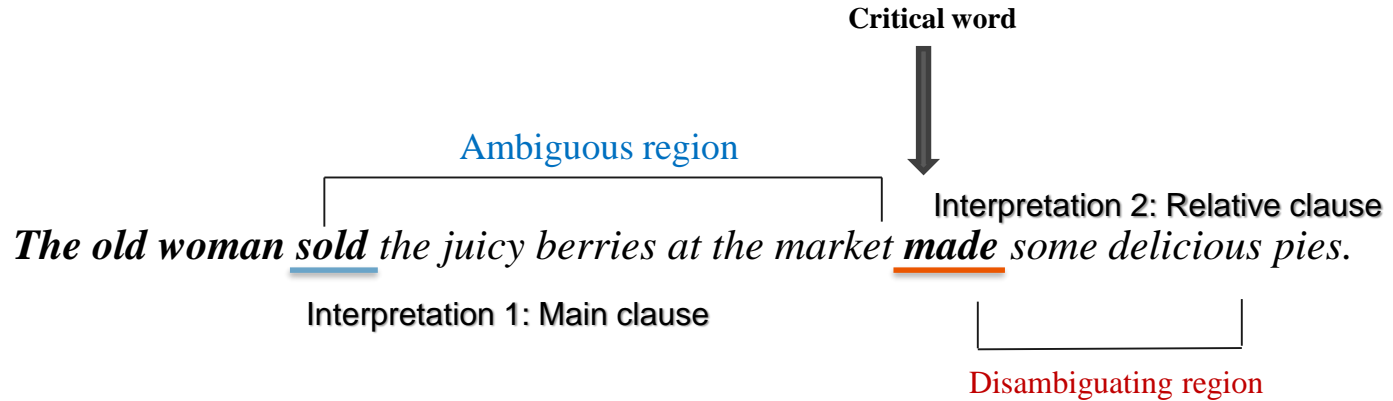 Critical word
Ambiguous region
Interpretation 2: Relative clause
The old woman sold the juicy berries at the market made some delicious pies.
Interpretation 1: Main clause
Disambiguating region